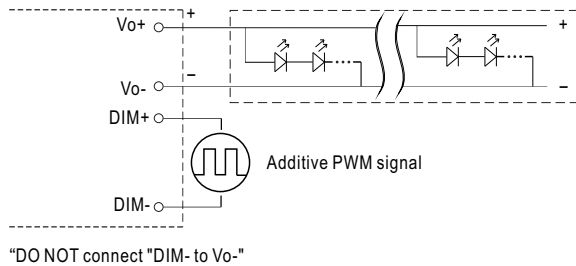 Vo+
+
+
Vo-
−
−
DIM+
Additive PWM signal
DIM-
“DO NOT connect "DIM- to Vo-"